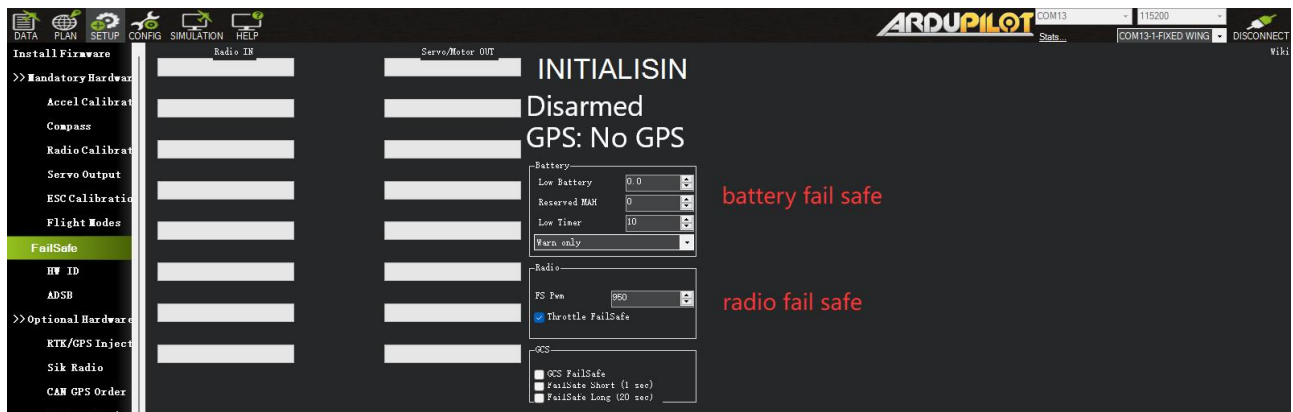 DATA PLAN SETUP CONFIG SIMULATION HELP
ARDUPILOT
COM13 115200
Stats... COM13-1-FIXED WING DISCONNECT
Install Firmware
>> Mandatory Hardwar
Accel Calibrat
Compass
Radio Calibrat
Servo Output
ESC Calibratio
Flight Modes
FailSafe
HW ID
ADSB
>> Optional Hardware
RTK/GPS Inject
Sik Radio
CAN GPS Order
Radio IN
Servo/Motor OUT
Wiki
INITIALISIN
Disarmed
GPS: No GPS
Battery
Low Battery 0.0
Reserved MAH 0
Low Timer 10
Warn only
battery fail safe
Radio
FS Pwm 950
Throttle FailSafe
radio fail safe
GCS
GCS FailSafe
FailSafe Short (1 sec)
FailSafe Long (20 sec)